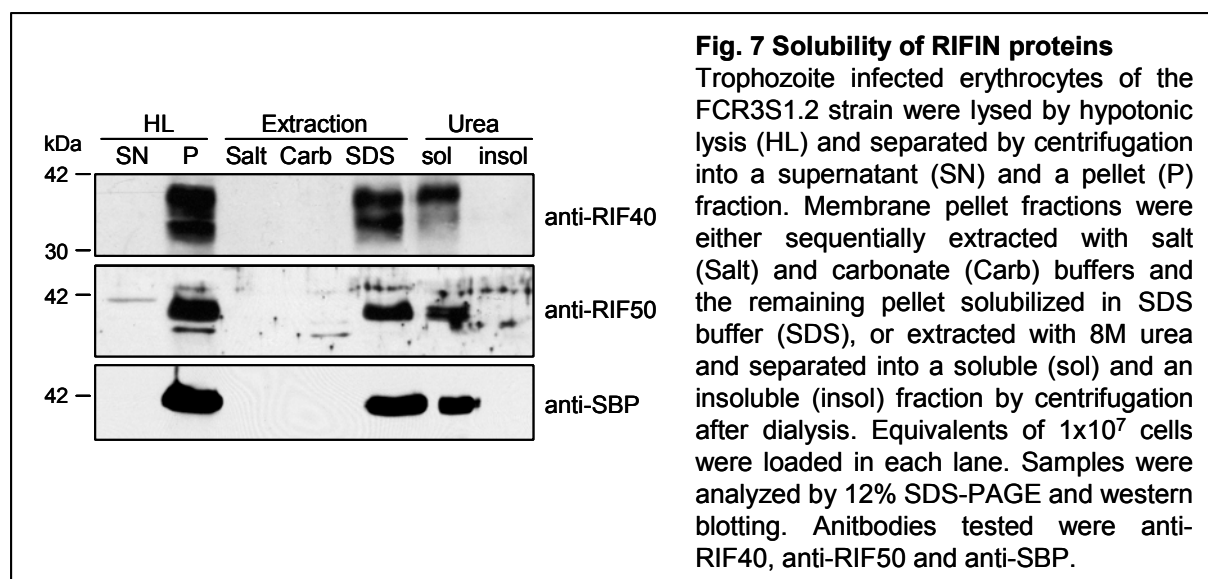 HL Extraction Urea
kDa SN P Salt Carb SDS sol insol
42
anti-RIF40
30
42
anti-RIF50
42
anti-SBP
Fig. 7 Solubility of RIFIN proteins
Trophozoite infected erythrocytes of the
FCR3S1.2 strain were lysed by hypotonic
lysis (HL) and separated by centrifugation
into a supernatant (SN) and a pellet (P)
fraction. Membrane pellet fractions were
either sequentially extracted with salt
(Salt) and carbonate (Carb) buffers and
the remaining pellet solubilized in SDS
buffer (SDS), or extracted with 8M urea
and separated into a soluble (sol) and an
insoluble (insol) fraction by centrifugation
after dialysis. Equivalents of 1x10⁷ cells
were loaded in each lane. Samples were
analyzed by 12% SDS-PAGE and western
blotting. Anitbodies tested were anti-
RIF40, anti-RIF50 and anti-SBP.